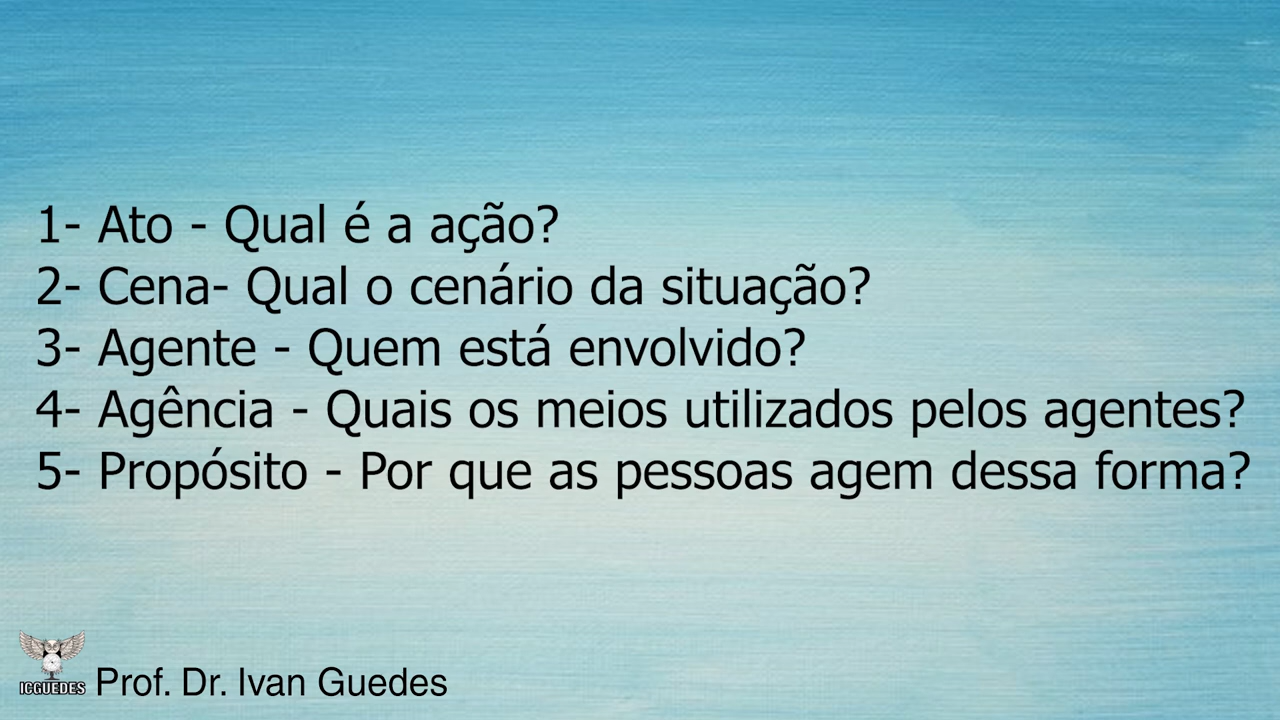 1- Ato - Qual é a ação?
2- Cena- Qual o cenário da situação?
3- Agente - Quem está envolvido?
4- Agência - Quais os meios utilizados pelos agentes?
5- Propósito - Por que as pessoas agem dessa forma?
ICGUEDES
Prof. Dr. Ivan Guedes